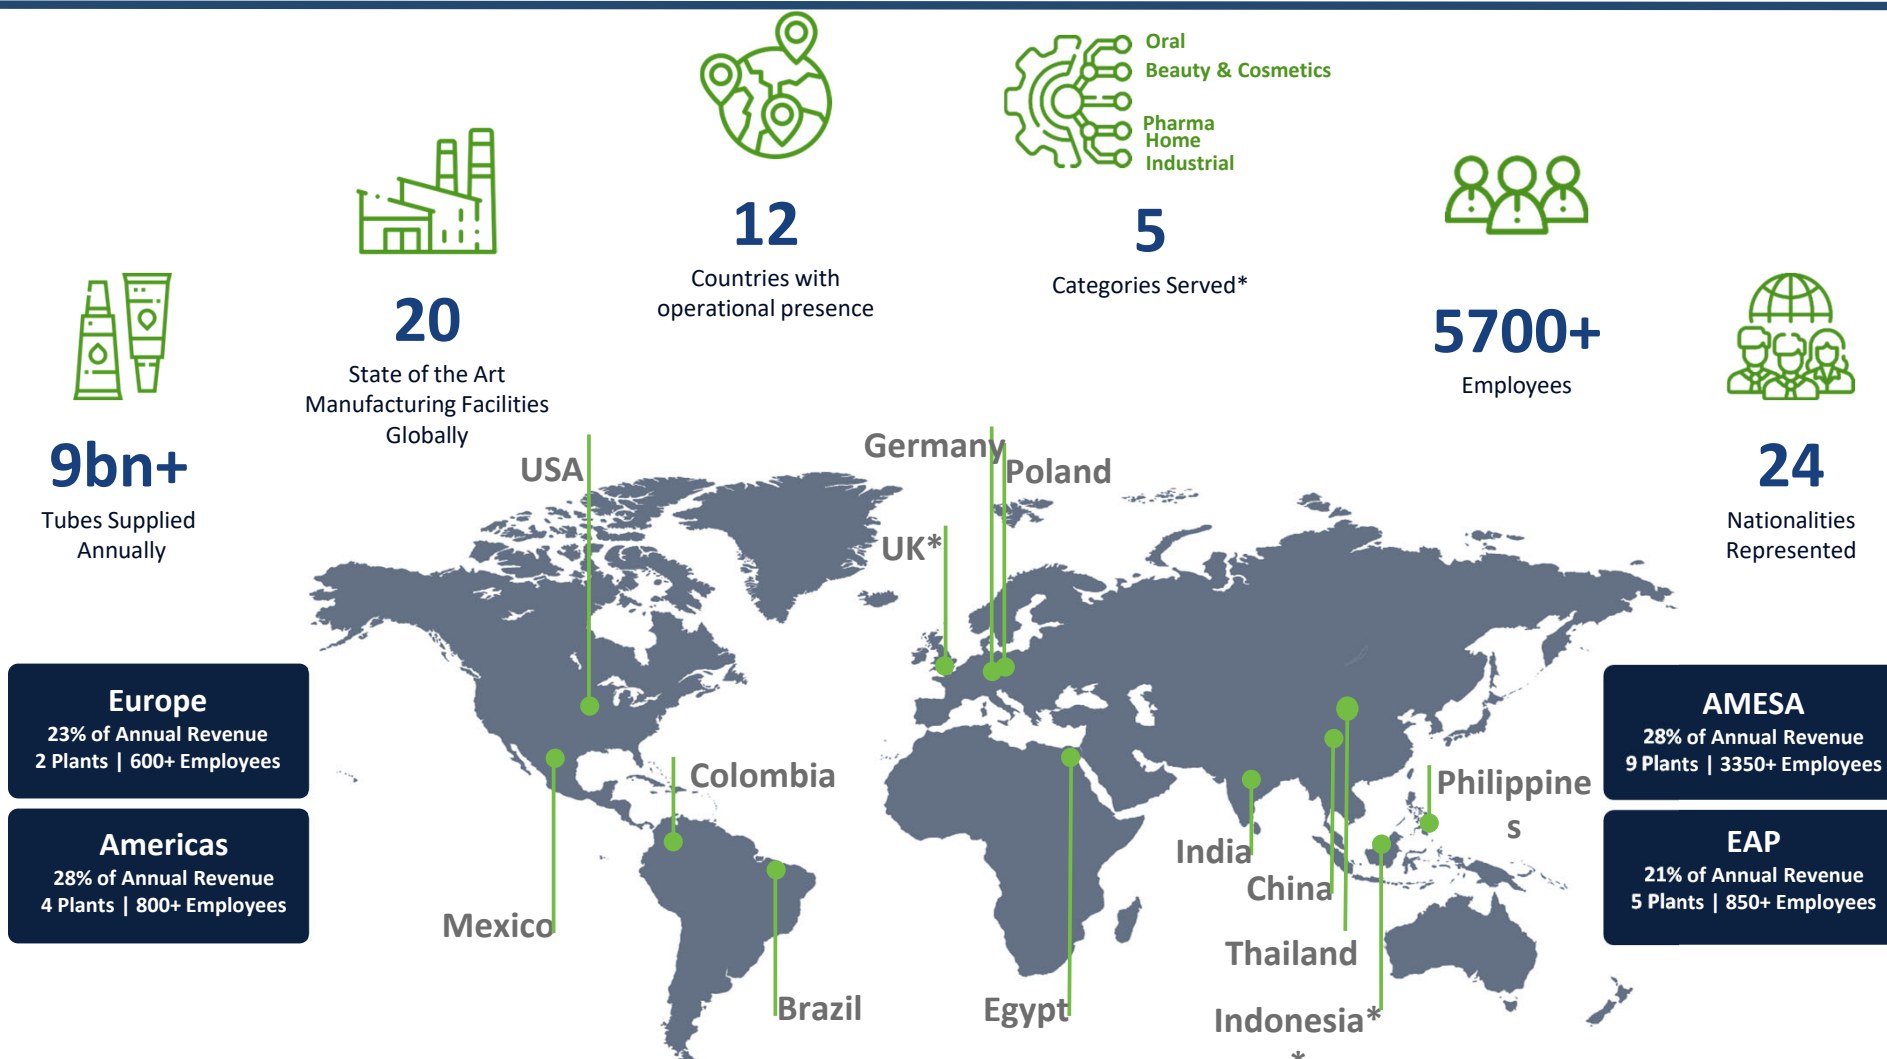 Oral
Beauty & Cosmetics
Pharma
Home
Industrial
12
Countries with
operational presence
5
Categories Served*
20
State of the Art
Manufacturing Facilities
Globally
5700+
Employees
9bn+
Tubes Supplied
Annually
24
Nationalities
Represented
USA
Germany
Poland
UK*
Europe
23% of Annual Revenue
2 Plants | 600+ Employees
Americas
28% of Annual Revenue
4 Plants | 800+ Employees
AMESA
28% of Annual Revenue
9 Plants | 3350+ Employees
EAP
21% of Annual Revenue
5 Plants | 850+ Employees
Colombia
Philippine
s
India
China
Mexico
Thailand
Brazil
Egypt
Indonesia*
*